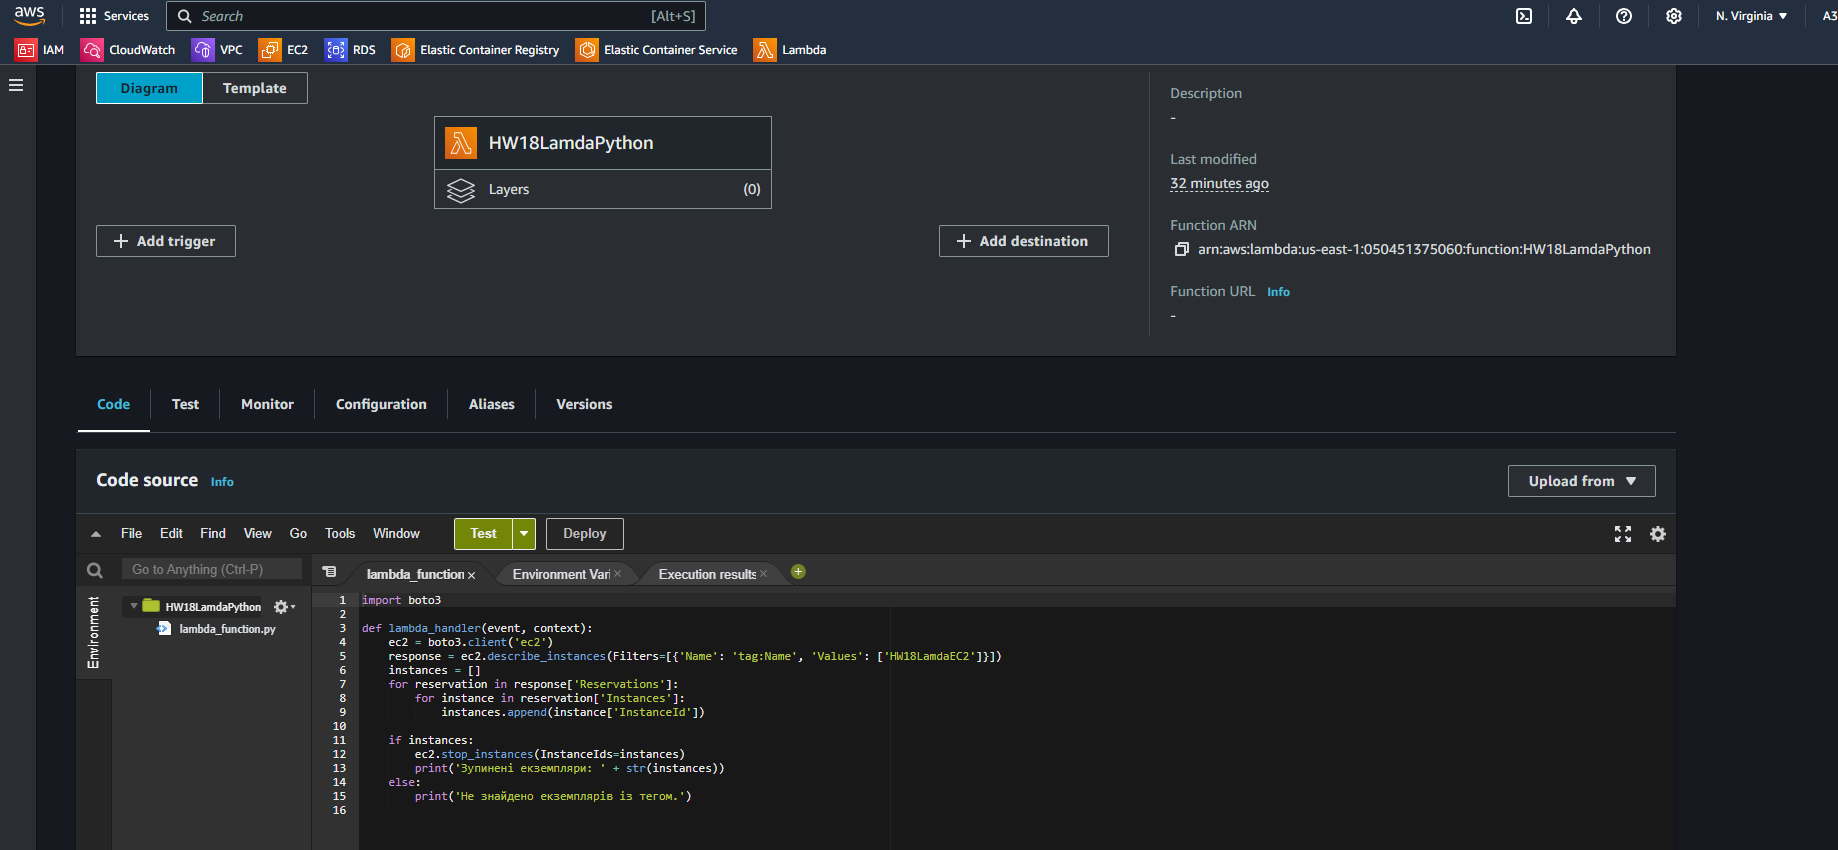 aws
Services
Search
[Alt+S]
N. Virginia
A3
IAM
CloudWatch
VPC
EC2
RDS
Elastic Container Registry
Elastic Container Service
Lambda
Diagram
Template
HW18LamdaPython
Layers
(0)
Add trigger
Add destination
Description
-
Last modified
32 minutes ago
Function ARN
arn:aws:lambda:us-east-1:050451375060:function:HW18LamdaPython
Function URL Info
-
Code
Test
Monitor
Configuration
Aliases
Versions
Code source Info
Upload from
File
Edit
Find
View
Go
Tools
Window
Test
Deploy
Go to Anything (Ctrl-P)
Environment
HW18LamdaPython
lambda_function.py
lambda_function
Environment Vari
Execution results
1 import boto3
2
3 def lambda_handler(event, context):
4     ec2 = boto3.client('ec2')
5     response = ec2.describe_instances(Filters=[{'Name': 'tag:Name', 'Values': ['HW18LamdaEC2']}])
6     instances = []
7     for reservation in response['Reservations']:
8         for instance in reservation['Instances']:
9             instances.append(instance['InstanceId'])
10
11     if instances:
12         ec2.stop_instances(InstanceIds=instances)
13         print('Зупинені екземпляри: ' + str(instances))
14     else:
15         print('Не знайдено екземплярів із тегом.')
16